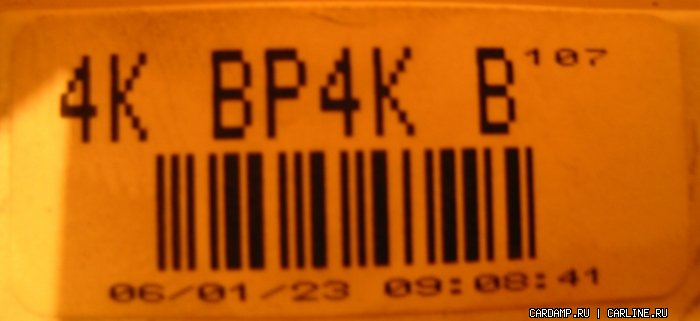 4K BP4K B 107
06/01/23 09:08:41
CARDAMP.RU | CARLINE.RU